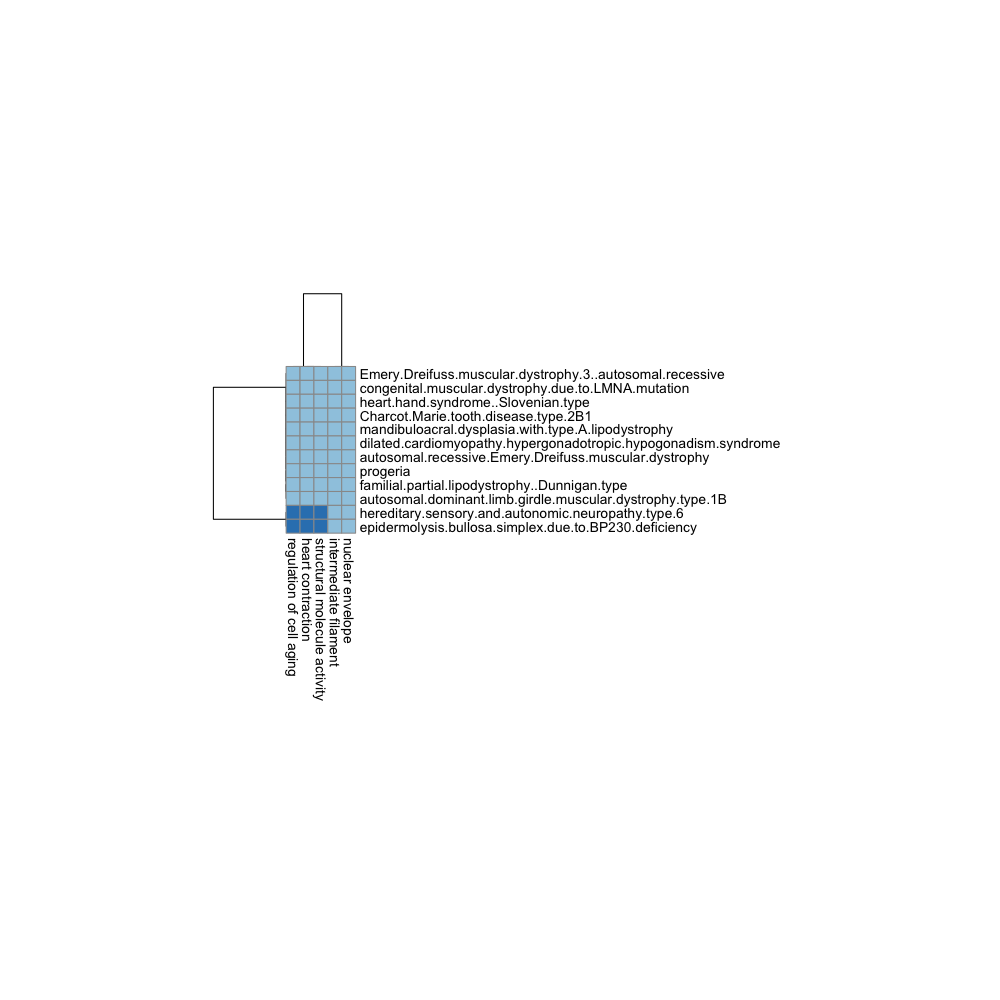 Emery.Dreifuss.muscular.dystrophy.3..autosomal.recessive
congenital.muscular.dystrophy.due.to.LMNA.mutation
heart.hand.syndrome..Slovenian.type
Charcot.Marie.tooth.disease.type.2B1
mandibuloacral.dysplasia.with.type.A.lipodystrophy
dilated.cardiomyopathy.hypergonadotropic.hypogonadism.syndrome
autosomal.recessive.Emery.Dreifuss.muscular.dystrophy
progeria
familial.partial.lipodystrophy..Dunnigan.type
autosomal.dominant.limb.girdle.muscular.dystrophy.type.1B
hereditary.sensory.and.autonomic.neuropathy.type.6
epidermolysis.bullosa.simplex.due.to.BP230.deficiency
regulation of cell aging
heart contraction
structural molecule activity
intermediate filament
nuclear envelope